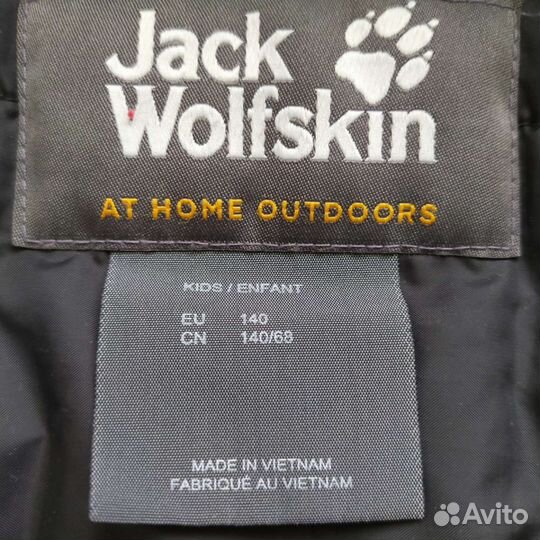 Jack
Wolfskin
AT HOME OUTDOORS
KIDS / ENFANT
EU 140
CN 140/68
MADE IN VIETNAM
FABRIQUÉ AU VIETNAM
Avito